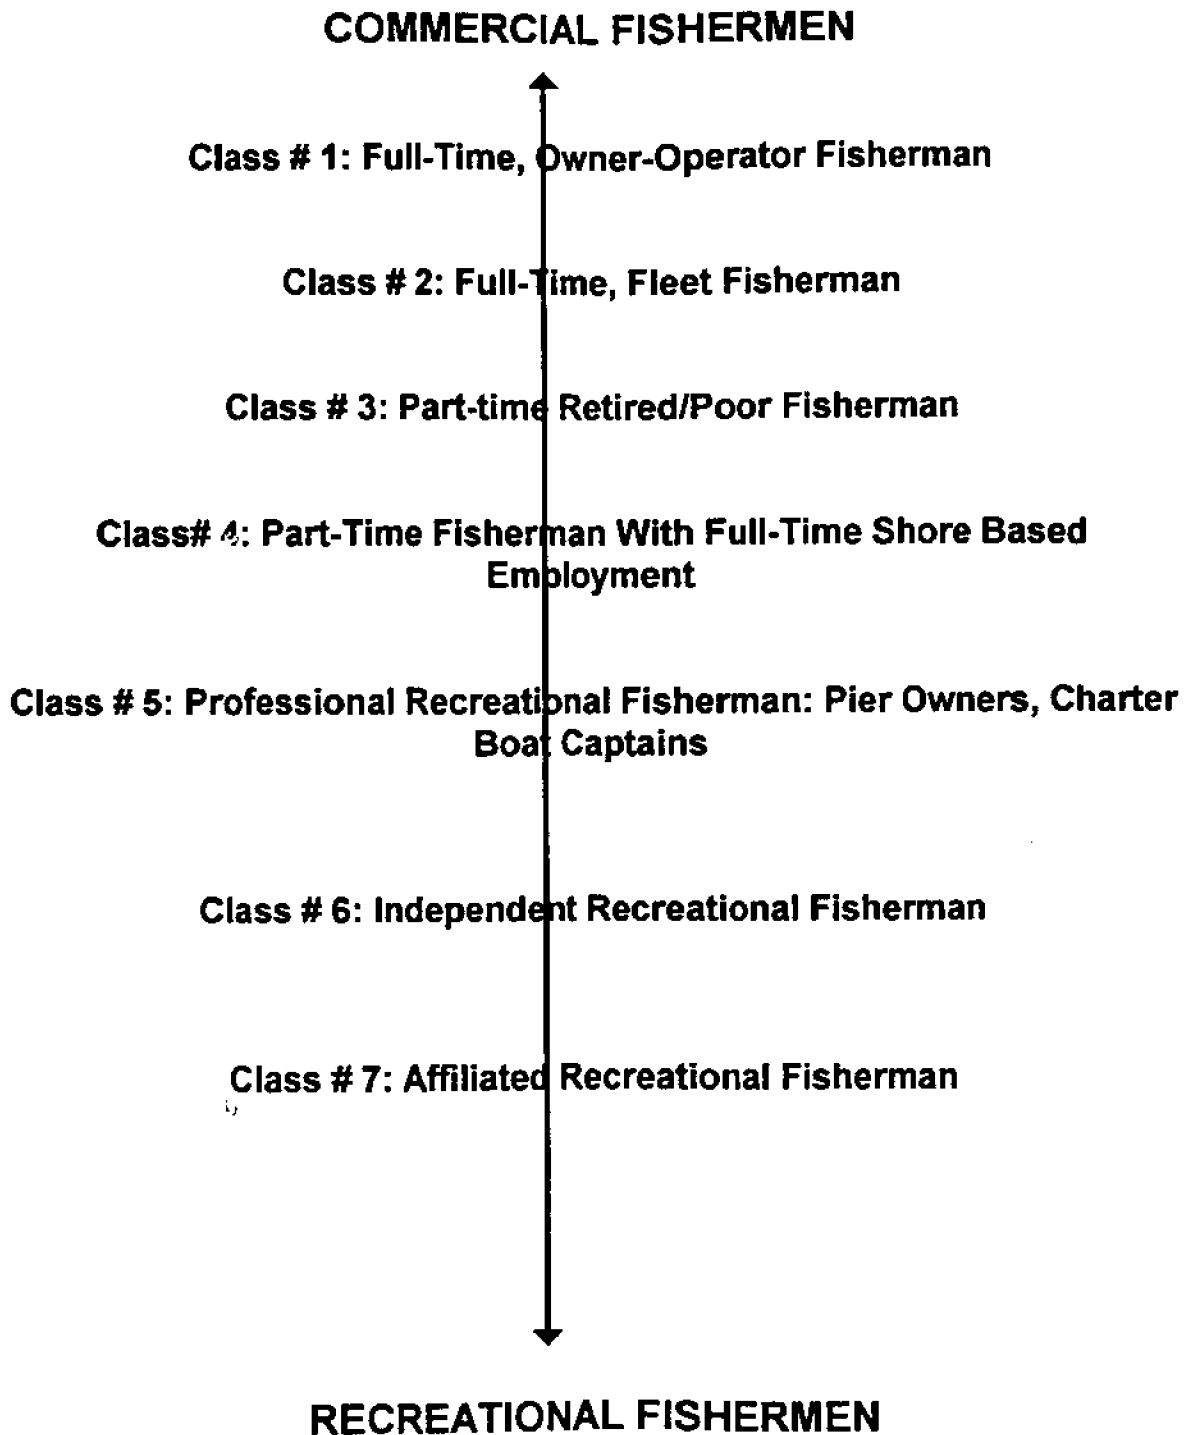 COMMERCIAL FISHERMEN
Class # 1: Full-Time, Owner-Operator Fisherman
Class # 2: Full-Time, Fleet Fisherman
Class # 3: Part-time Retired/Poor Fisherman
Class# 4: Part-Time Fisherman With Full-Time Shore Based
Employment
Class # 5: Professional Recreational Fisherman: Pier Owners, Charter
Boat Captains
Class # 6: Independent Recreational Fisherman
Class # 7: Affiliated Recreational Fisherman
RECREATIONAL FISHERMEN